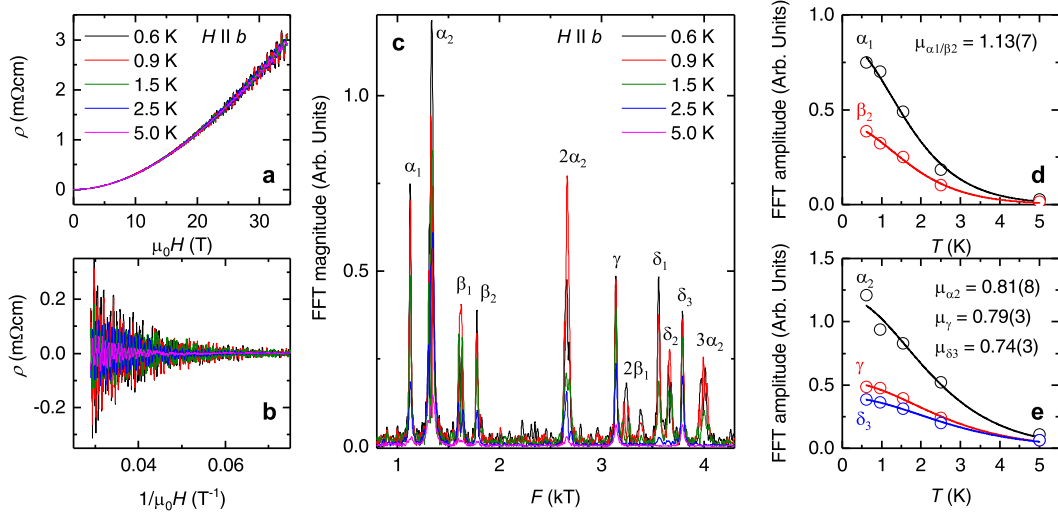 3
2
1
0
ρ (mΩcm)
0.6 K
0.9 K
1.5 K
2.5 K
5.0 K
H II b
a
0
10
20
30
μ₀H (T)
0.2
0.0
-0.2
ρ (mΩcm)
b
0.04
0.06
1/μ₀H (T⁻¹)
c
α₂
H II b
0.6 K
0.9 K
1.5 K
2.5 K
5.0 K
1.0
0.5
0.0
FFT magnitude (Arb. Units)
α₁
β₁
β₂
2α₂
γ
2β₁
δ₁
δ₂
δ₃
3α₂
1
2
3
4
F (kT)
1.0
0.5
0.0
FFT amplitude (Arb. Units)
α₁
μα1/β2 = 1.13(7)
β₂
d
0
1
2
3
4
5
T (K)
1.5
1.0
0.5
0.0
FFT amplitude (Arb. Units)
α₂
μα2 = 0.81(8)
μγ = 0.79(3)
μδ3 = 0.74(3)
γ
δ₃
e
0
1
2
3
4
5
T (K)